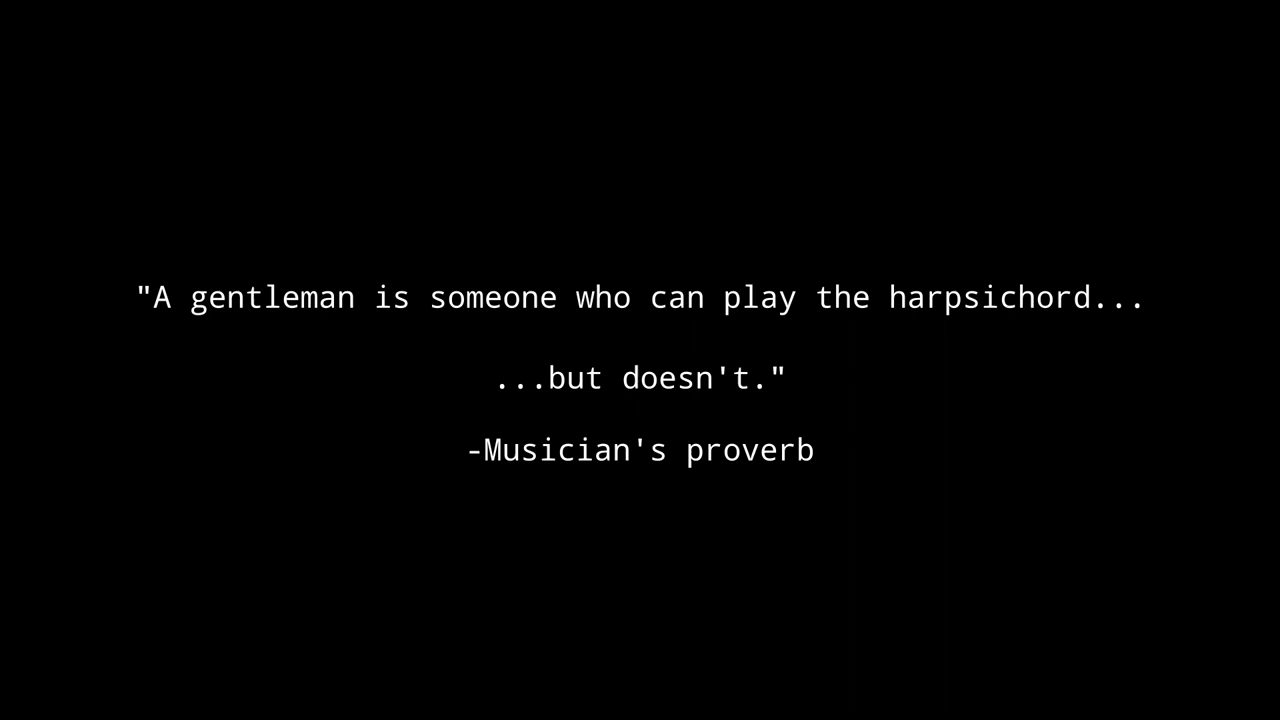 "A gentleman is someone who can play the harpsichord...
...but doesn't."
-Musician's proverb